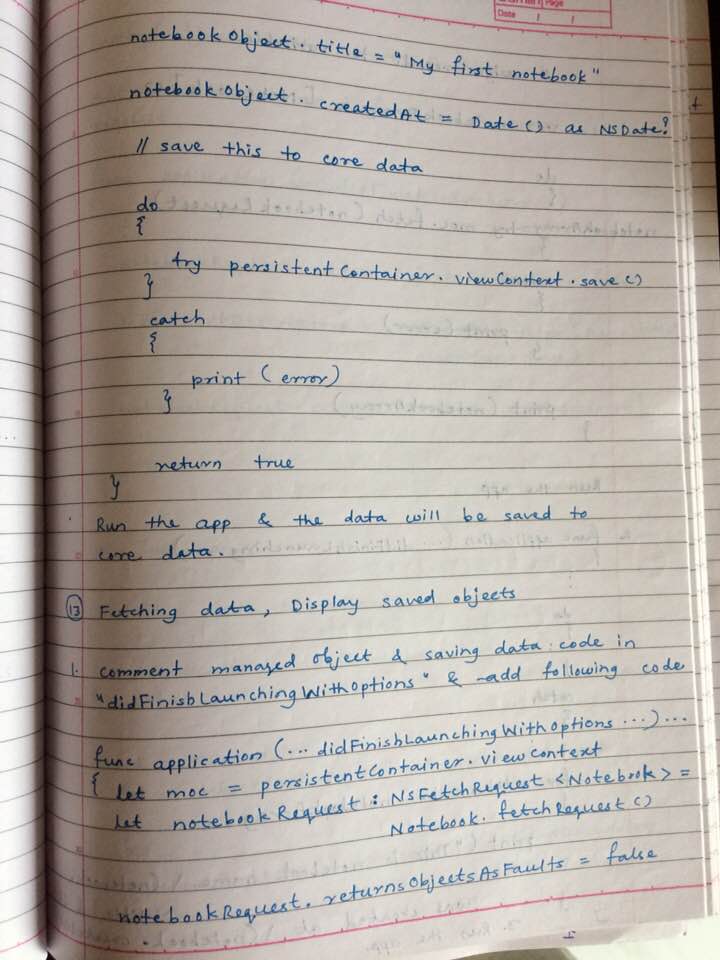 Page
Date / /
notebookObject.title = "My first notebook"
notebookObject.createdAt = Date() as NSDate?
// save this to core data
do
{
try persistentContainer.viewContext.save()
}
catch
{
print (error)
}
return true
}
Run the app & the data will be saved to
core data.
13 Fetching data, Display saved objects
1. comment managed object & saving data code in
"didFinishLaunchingWithOptions" & add following code
func application (... didFinishLaunchingWithOptions ...) ...
{ let moc = persistentContainer.viewContext
let notebookRequest : NSFetchRequest <Notebook> =
Notebook.fetchRequest()
notebookRequest.returnsObjectsAsFaults = false